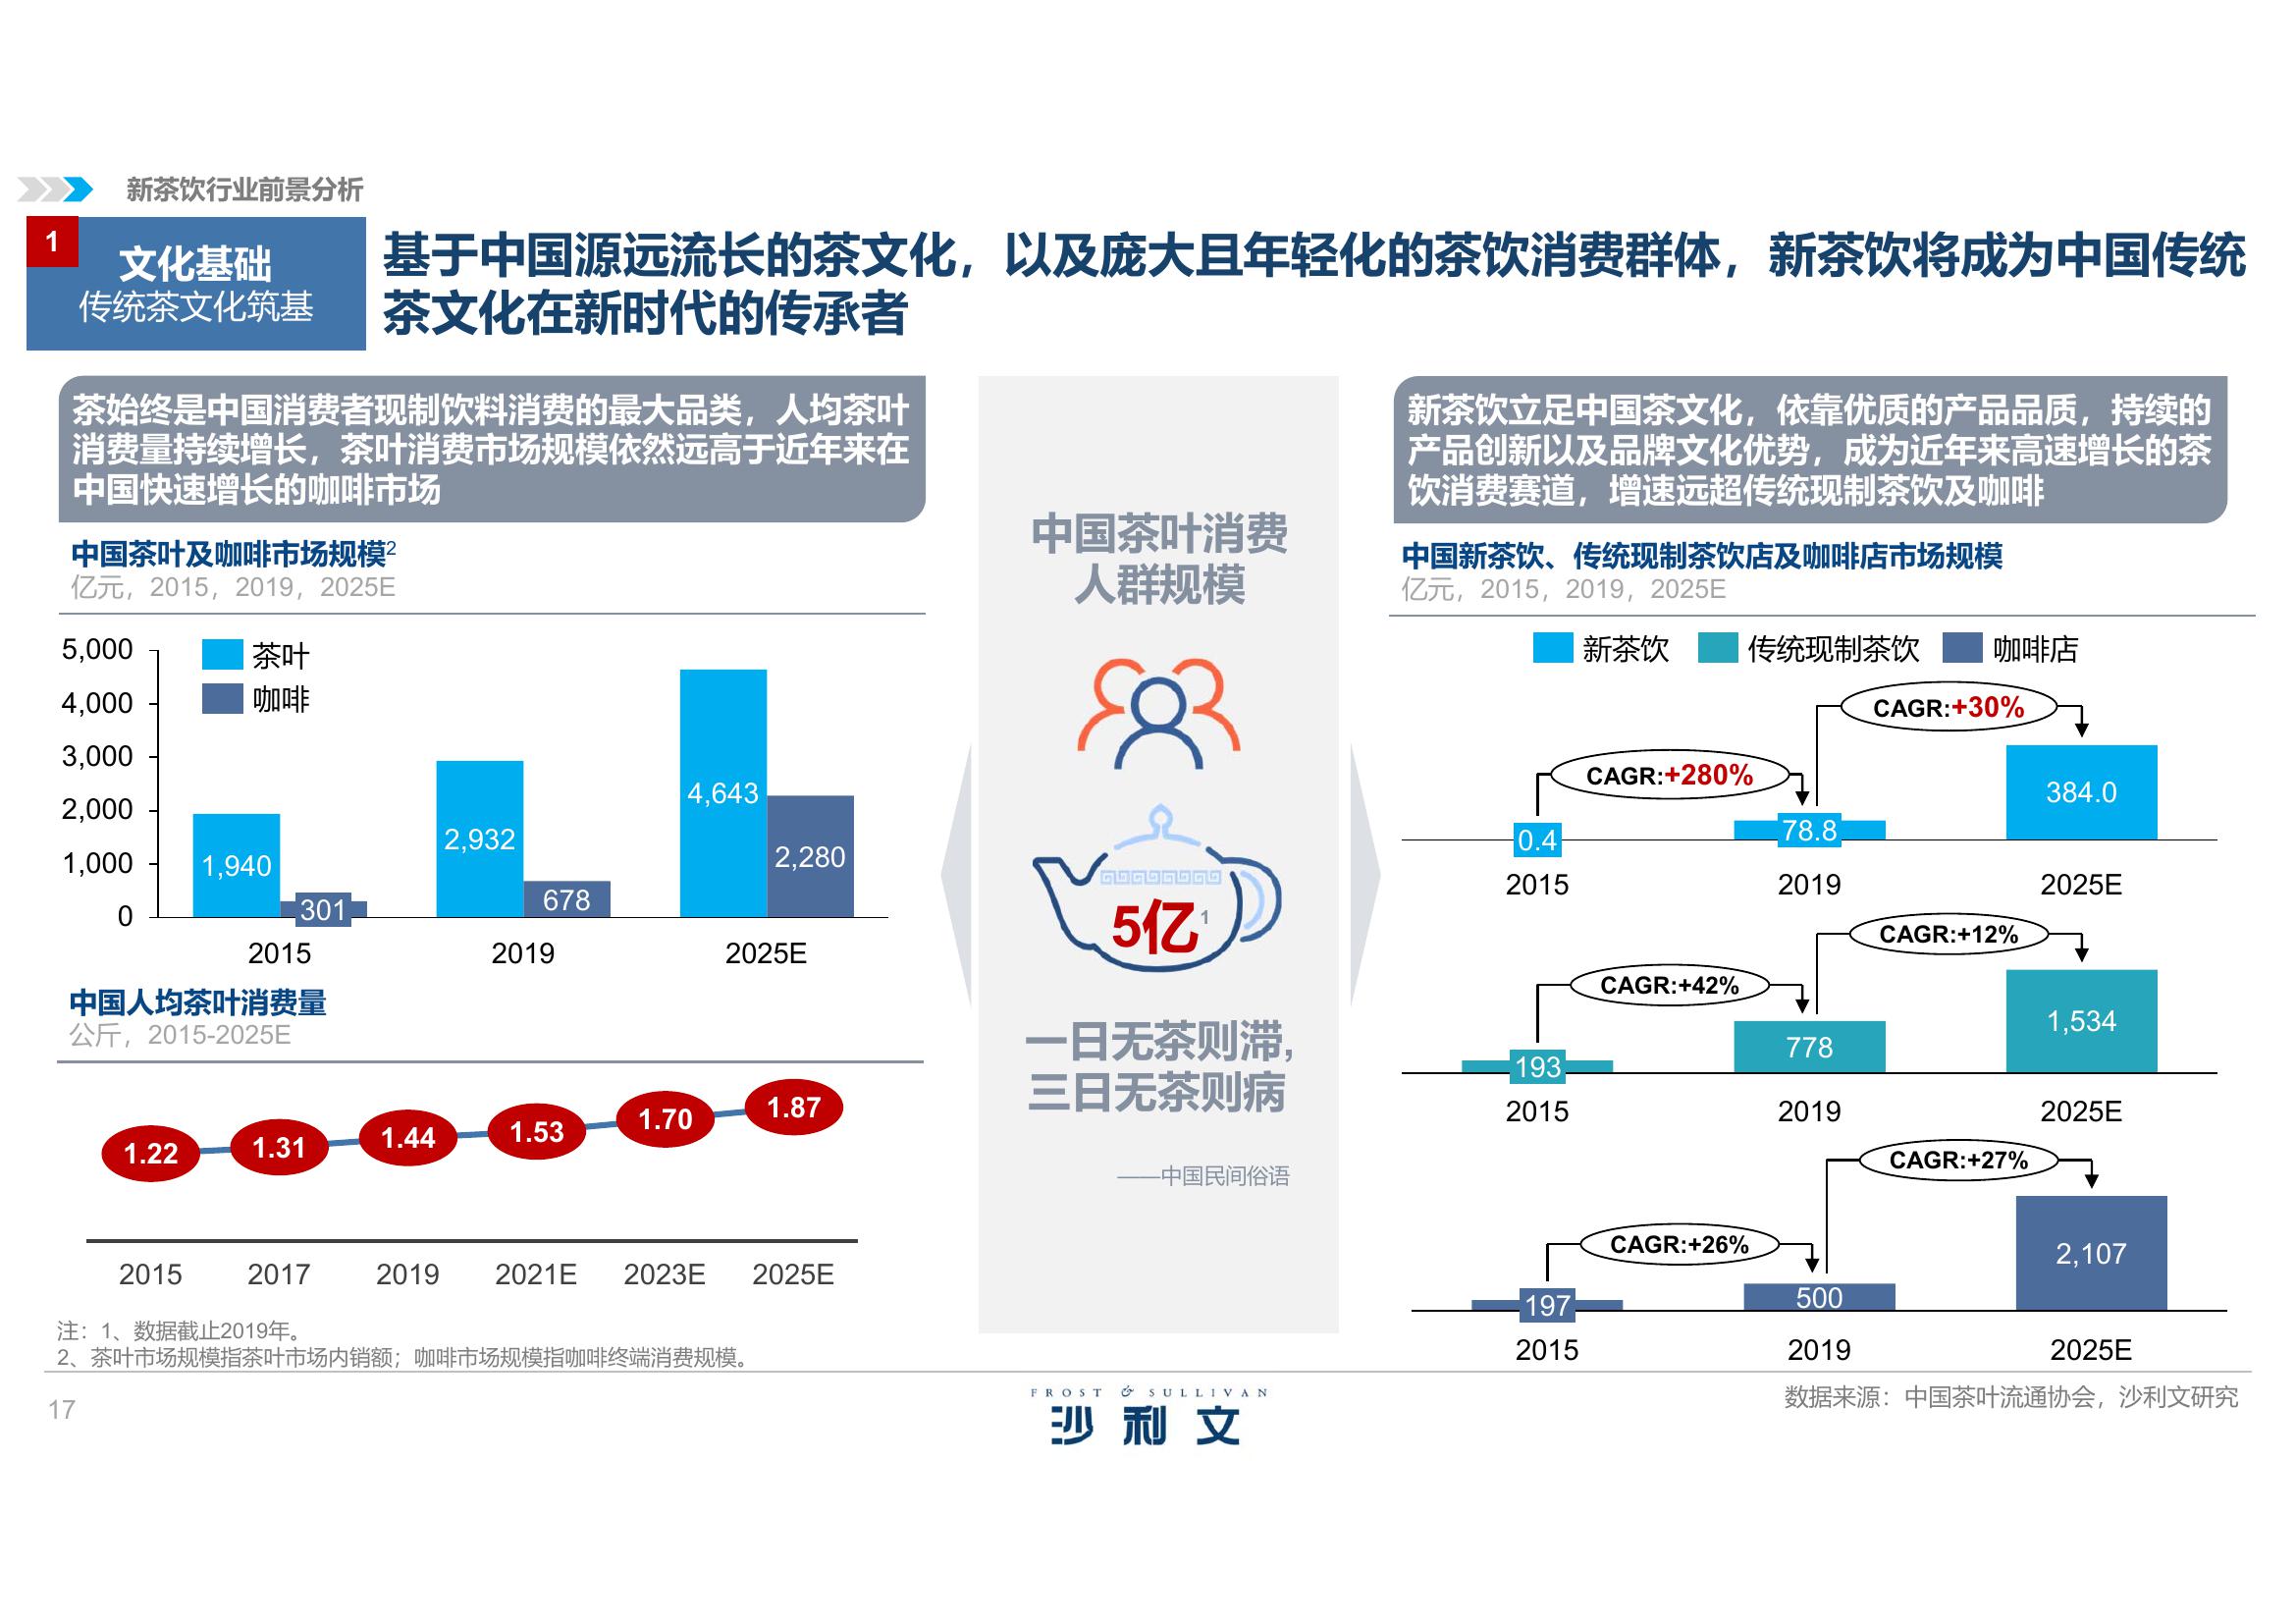 新茶饮行业前景分析
1
文化基础
传统茶文化筑基
基于中国源远流长的茶文化，以及庞大且年轻化的茶饮消费群体，新茶饮将成为中国传统
茶文化在新时代的传承者
茶始终是中国消费者现制饮料消费的最大品类，人均茶叶
消费量持续增长，茶叶消费市场规模依然远高于近年来在
中国快速增长的咖啡市场
中国茶叶及咖啡市场规模2
亿元，2015，2019，2025E
5,000
4,000
3,000
2,000
1,000
0
茶叶
咖啡
1,940
301
2,932
678
4,643
2,280
2015
2019
2025E
中国人均茶叶消费量
公斤，2015-2025E
1.22
1.31
1.44
1.53
1.70
1.87
2015
2017
2019
2021E
2023E
2025E
注：1、数据截止2019年。
2、茶叶市场规模指茶叶市场内销额；咖啡市场规模指咖啡终端消费规模。
中国茶叶消费
人群规模
5亿1
一日无茶则滞,
三日无茶则病
——中国民间俗语
新茶饮立足中国茶文化，依靠优质的产品品质，持续的
产品创新以及品牌文化优势，成为近年来高速增长的茶
饮消费赛道，增速远超传统现制茶饮及咖啡
中国新茶饮、传统现制茶饮店及咖啡店市场规模
亿元，2015，2019，2025E
新茶饮
传统现制茶饮
咖啡店
CAGR:+30%
CAGR:+280%
0.4
78.8
384.0
2015
2019
2025E
CAGR:+12%
CAGR:+42%
193
778
1,534
2015
2019
2025E
CAGR:+27%
CAGR:+26%
197
500
2,107
2015
2019
2025E
17
FROST & SULLIVAN
沙利文
数据来源：中国茶叶流通协会，沙利文研究